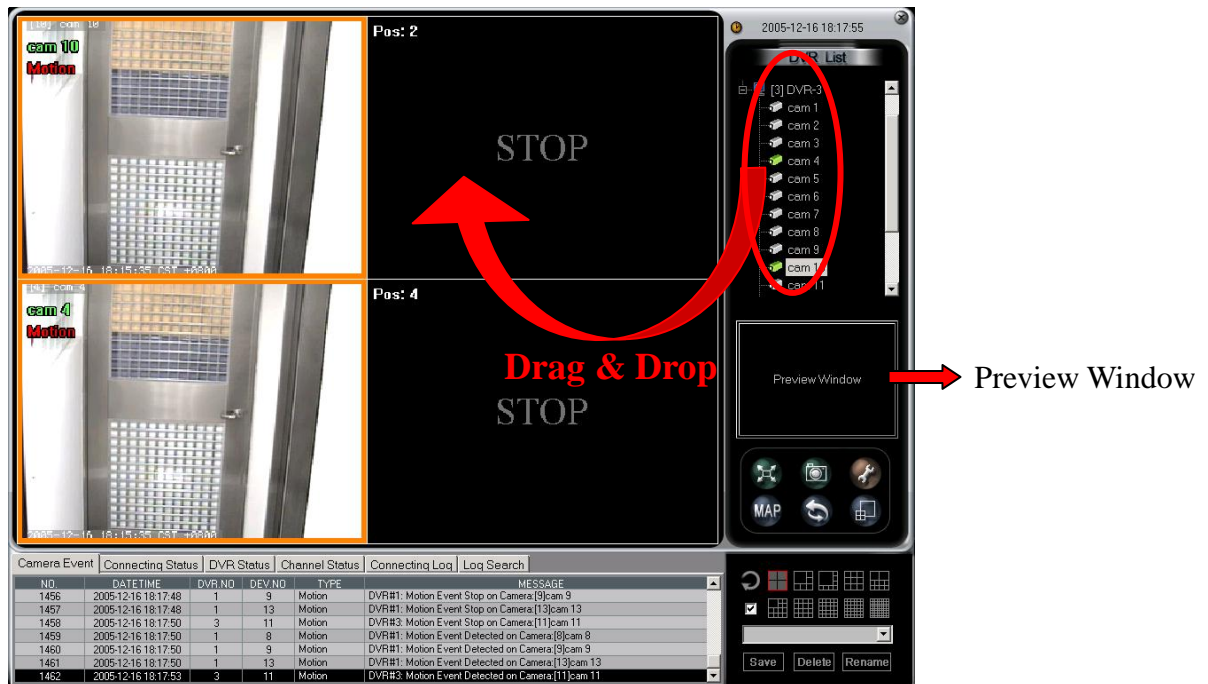 [10] cam 10
cam 10
Motion
2005-12-16 18:15:35 CST +0800
Pos: 2
STOP
[4] cam 4
cam 4
Motion
2005-12-16 18:15:35 CST +0800
Pos: 4
STOP
Drag & Drop
2005-12-16 18:17:55
DVR List
[3] DVR-3
cam 1
cam 2
cam 3
cam 4
cam 5
cam 6
cam 7
cam 8
cam 9
cam 10
cam 11
Preview Window
Preview Window
MAP
Camera Event Connecting Status DVR Status Channel Status Connecting Log Log Search
NO. DATETIME DVR.NO DEV.NO TYPE MESSAGE
1456 2005-12-16 18:17:48 1 9 Motion DVR#1: Motion Event Stop on Camera:[9]cam 9
1457 2005-12-16 18:17:48 1 13 Motion DVR#1: Motion Event Stop on Camera:[13]cam 13
1458 2005-12-16 18:17:50 3 11 Motion DVR#3: Motion Event Stop on Camera:[11]cam 11
1459 2005-12-16 18:17:50 1 8 Motion DVR#1: Motion Event Detected on Camera:[8]cam 8
1460 2005-12-16 18:17:50 1 9 Motion DVR#1: Motion Event Detected on Camera:[9]cam 9
1461 2005-12-16 18:17:50 1 13 Motion DVR#1: Motion Event Detected on Camera:[13]cam 13
1462 2005-12-16 18:17:53 3 11 Motion DVR#3: Motion Event Detected on Camera:[11]cam 11
Save Delete Rename